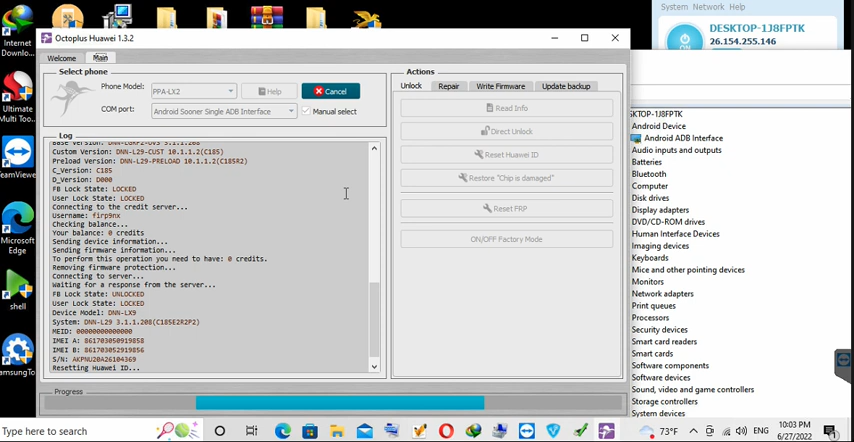 Internet
Downlo...
Ultimate
Multi Too...
TeamViewer
Microsoft
Edge
shell
SamsungTo
Octoplus Huawei 1.3.2
Welcome
Main
Select phone
Phone Model:
PPA-LX2
Help
Cancel
COM port:
Android Sooner Single ADB Interface
Manual select
Log
Custom Version: DNN-L29-CUST 10.1.1.2(C185)
Preload Version: DNN-L29-PRELOAD 10.1.1.2(C185R2)
C_Version: C185
D_Version: D000
FB Lock State: LOCKED
User Lock State: LOCKED
Connecting to the credit server...
Username: firp9nx
Checking balance...
Your balance: 0 credits
Sending device information...
Sending firmware information...
To perform this operation you need to have: 0 credits.
Removing firmware protection...
Connecting to server...
Waiting for a response from the server...
FB Lock State: UNLOCKED
User Lock State: LOCKED
Device Model: DNN-LX9
System: DNN-L29 3.1.1.208(C185E2R2P2)
MEID: 00000000000000
IMEI A: 861703050919858
IMEI B: 861703052919856
S/N: AKPNU20A26104369
Resetting Huawei ID...
Actions
Unlock
Repair
Write Firmware
Update backup
Read Info
Direct Unlock
Reset Huawei ID
Restore "Chip is damaged"
Reset FRP
ON/OFF Factory Mode
Progress
System Network Help
DESKTOP-1J8FPTK
26.154.255.146
KTOP-1J8FPTK
Android Device
Android ADB Interface
Audio inputs and outputs
Batteries
Bluetooth
Computer
Disk drives
Display adapters
DVD/CD-ROM drives
Human Interface Devices
Imaging devices
Keyboards
Mice and other pointing devices
Monitors
Network adapters
Print queues
Processors
Security devices
Smart card readers
Smart cards
Software components
Software devices
Sound, video and game controllers
Storage controllers
System devices
Type here to search
73°F
ENG
10:03 PM
6/27/2022